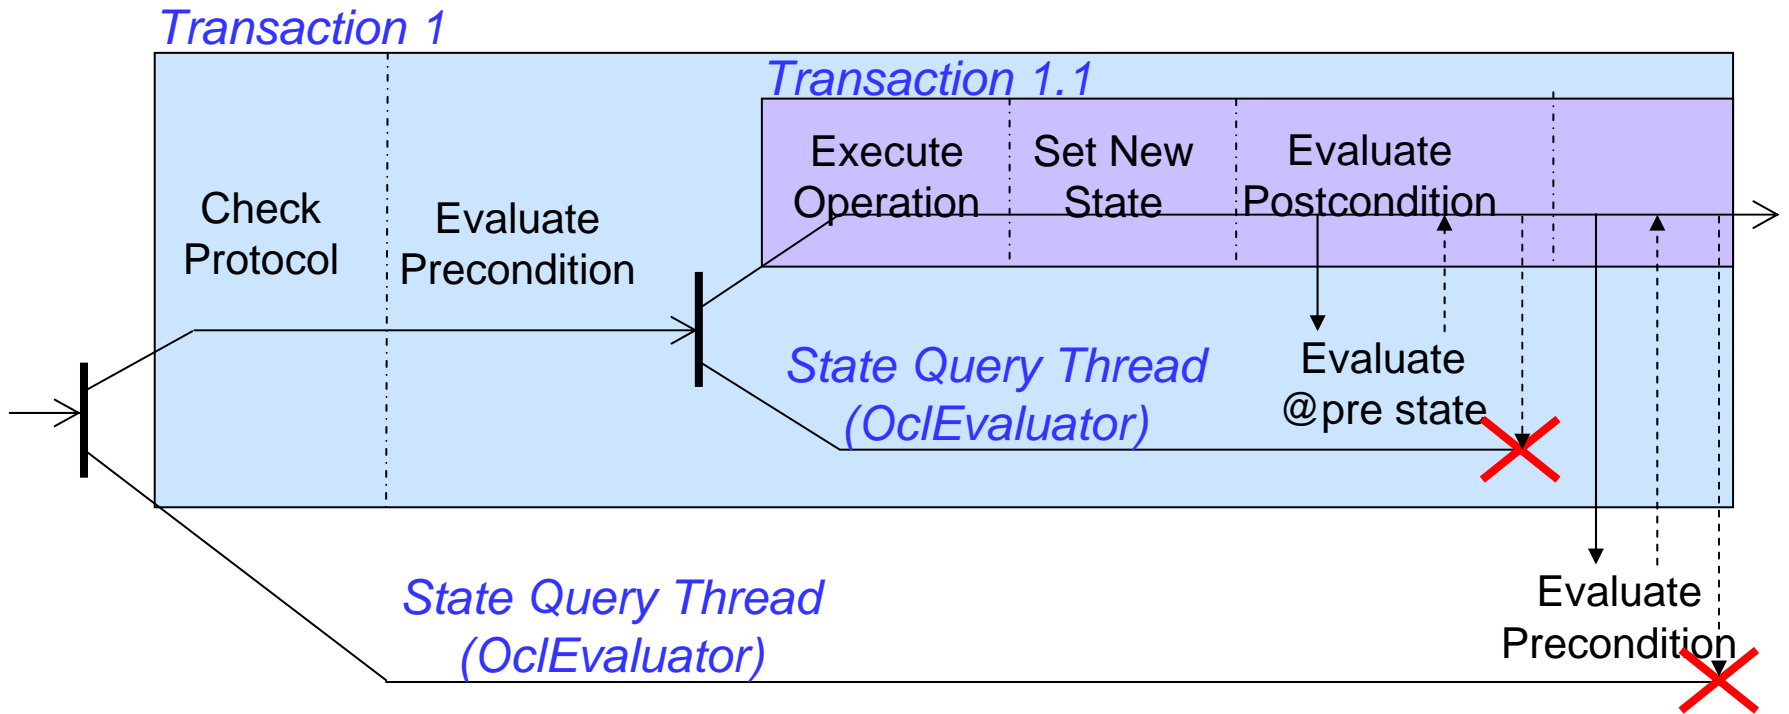 Transaction 1
Transaction 1.1
Execute
Operation
Set New
State
Evaluate
Postcondition
Check
Protocol
Evaluate
Precondition
State Query Thread
(OclEvaluator)
Evaluate
@pre state
State Query Thread
(OclEvaluator)
Evaluate
Precondition